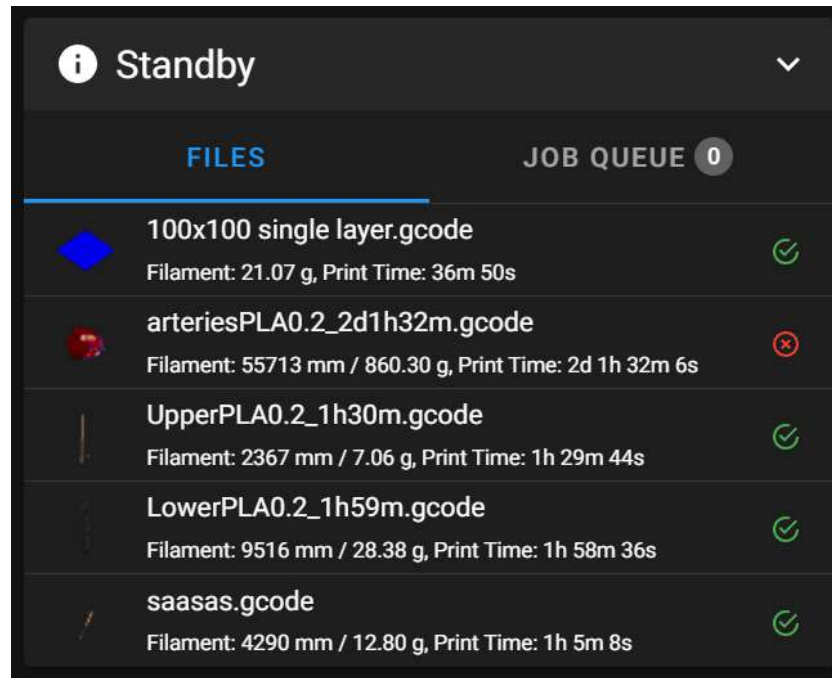 Standby
FILES
JOB QUEUE 0
100x100 single layer.gcode
Filament: 21.07 g, Print Time: 36m 50s
arteriesPLA0.2_2d1h32m.gcode
Filament: 55713 mm / 860.30 g, Print Time: 2d 1h 32m 6s
UpperPLA0.2_1h30m.gcode
Filament: 2367 mm / 7.06 g, Print Time: 1h 29m 44s
LowerPLA0.2_1h59m.gcode
Filament: 9516 mm / 28.38 g, Print Time: 1h 58m 36s
saasas.gcode
Filament: 4290 mm / 12.80 g, Print Time: 1h 5m 8s